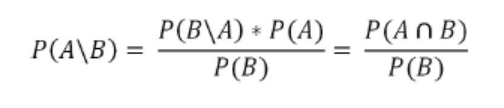 P(A\B) = P(B\A) * P(A) / P(B) = P(A ∩ B) / P(B)